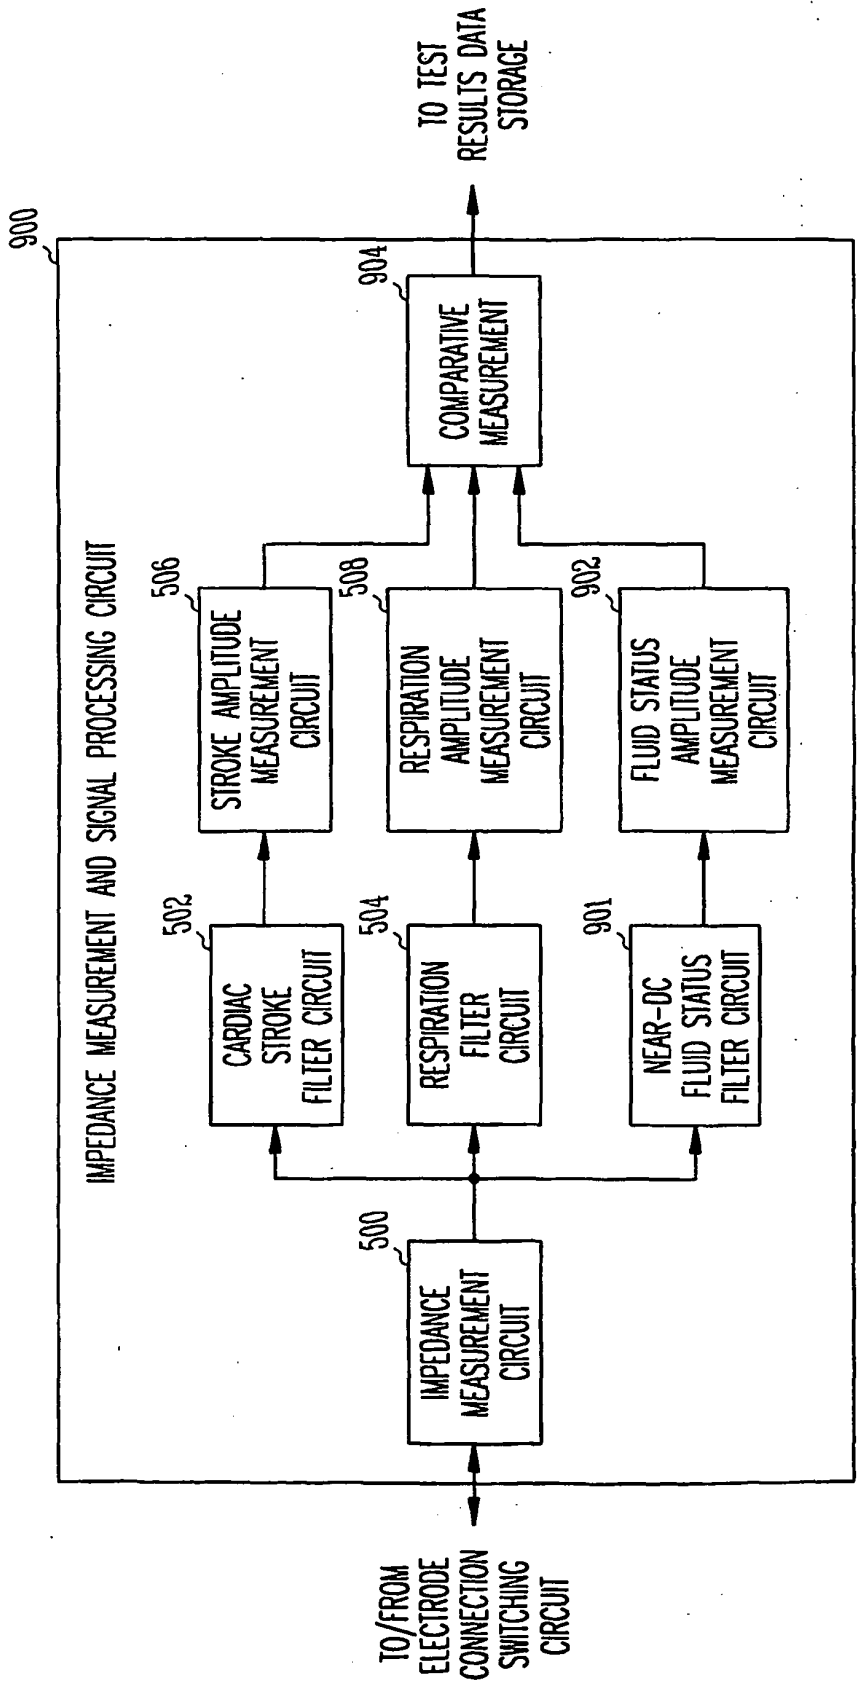 900
IMPEDANCE MEASUREMENT AND SIGNAL PROCESSING CIRCUIT
TO/FROM
ELECTRODE
CONNECTION
SWITCHING
CIRCUIT
500
IMPEDANCE
MEASUREMENT
CIRCUIT
502
CARDIAC
STROKE
FILTER CIRCUIT
506
STROKE AMPLITUDE
MEASUREMENT
CIRCUIT
504
RESPIRATION
FILTER
CIRCUIT
508
RESPIRATION
AMPLITUDE
MEASUREMENT
CIRCUIT
901
NEAR-DC
FLUID STATUS
FILTER CIRCUIT
902
FLUID STATUS
AMPLITUDE
MEASUREMENT
CIRCUIT
904
COMPARATIVE
MEASUREMENT
TO TEST
RESULTS DATA
STORAGE